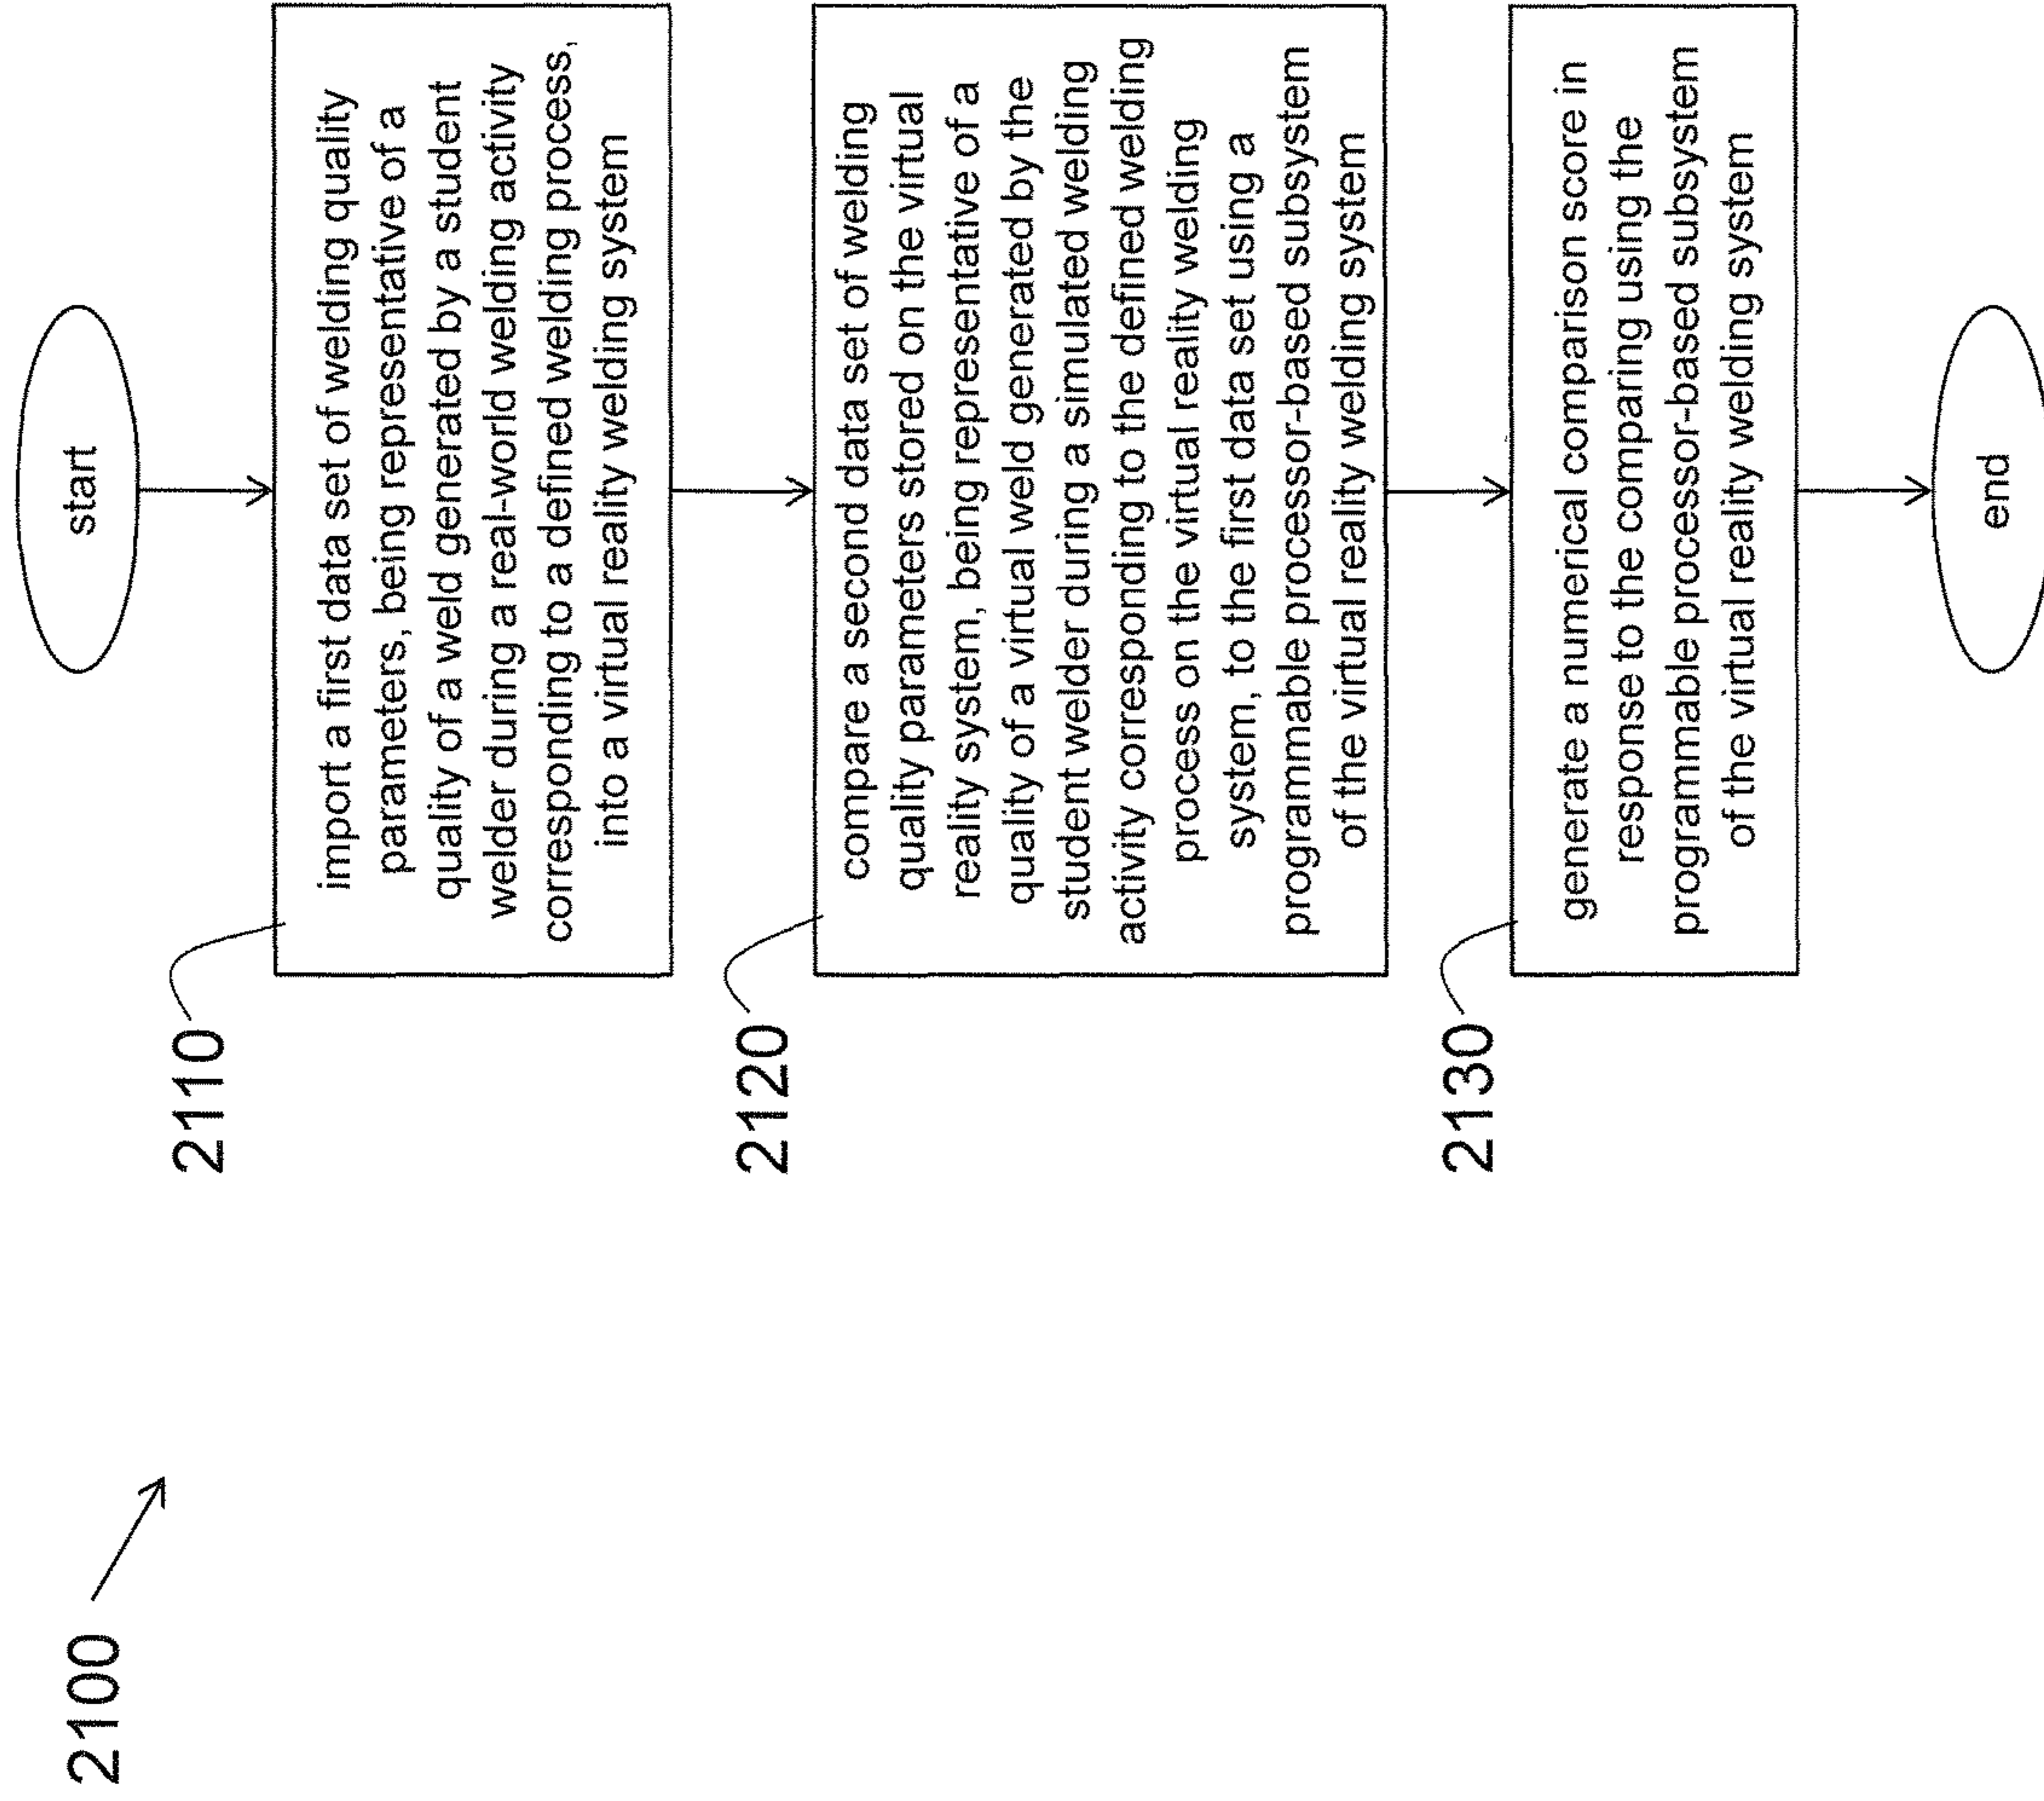 2100
start
2110
import a first data set of welding quality
parameters, being representative of a
quality of a weld generated by a student
welder during a real-world welding activity
corresponding to a defined welding process,
into a virtual reality welding system
2120
compare a second data set of welding
quality parameters stored on the virtual
reality system, being representative of a
quality of a virtual weld generated by the
student welder during a simulated welding
activity corresponding to the defined welding
process on the virtual reality welding
system, to the first data set using a
programmable processor-based subsystem
of the virtual reality welding system
2130
generate a numerical comparison score in
response to the comparing using the
programmable processor-based subsystem
of the virtual reality welding system
end